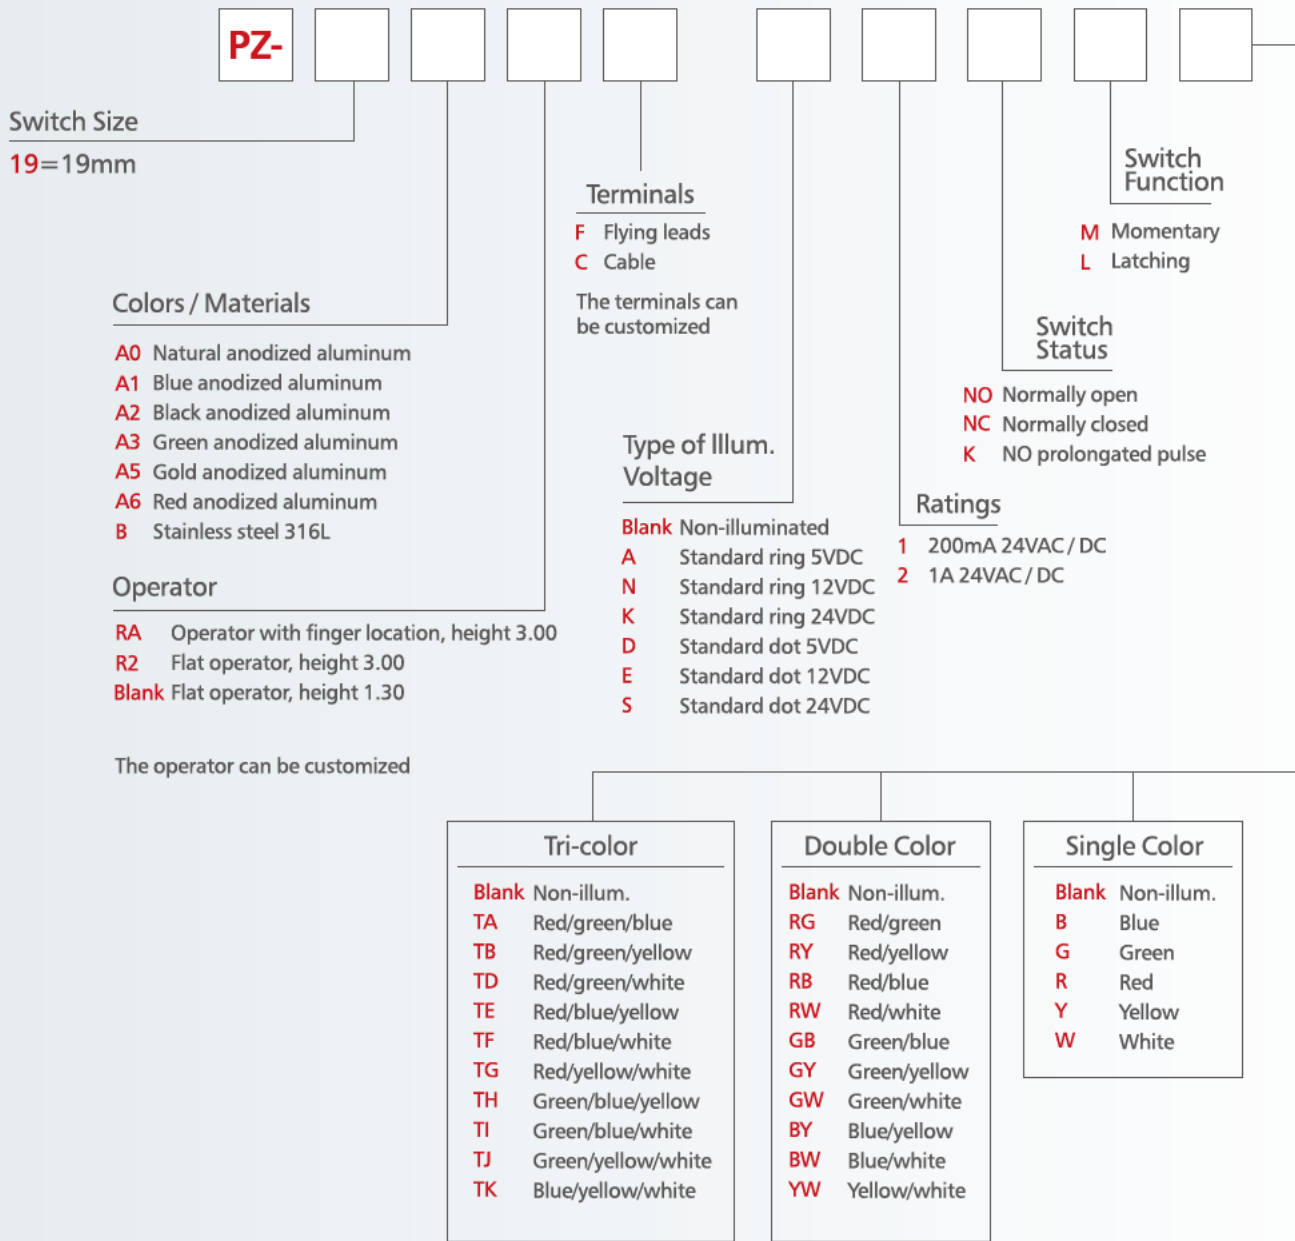 PZ-
Switch Size
19=19mm
Colors / Materials
A0 Natural anodized aluminum
A1 Blue anodized aluminum
A2 Black anodized aluminum
A3 Green anodized aluminum
A5 Gold anodized aluminum
A6 Red anodized aluminum
B Stainless steel 316L
Operator
RA Operator with finger location, height 3.00
R2 Flat operator, height 3.00
Blank Flat operator, height 1.30
The operator can be customized
Terminals
F Flying leads
C Cable
The terminals can
be customized
Type of Illum.
Voltage
Blank Non-illuminated
A Standard ring 5VDC
N Standard ring 12VDC
K Standard ring 24VDC
D Standard dot 5VDC
E Standard dot 12VDC
S Standard dot 24VDC
Ratings
1 200mA 24VAC / DC
2 1A 24VAC / DC
Switch
Status
NO Normally open
NC Normally closed
K NO prolongated pulse
Switch
Function
M Momentary
L Latching
Tri-color
Blank Non-illum.
TA Red/green/blue
TB Red/green/yellow
TD Red/green/white
TE Red/blue/yellow
TF Red/blue/white
TG Red/yellow/white
TH Green/blue/yellow
TI Green/blue/white
TJ Green/yellow/white
TK Blue/yellow/white
Double Color
Blank Non-illum.
RG Red/green
RY Red/yellow
RB Red/blue
RW Red/white
GB Green/blue
GY Green/yellow
GW Green/white
BY Blue/yellow
BW Blue/white
YW Yellow/white
Single Color
Blank Non-illum.
B Blue
G Green
R Red
Y Yellow
W White